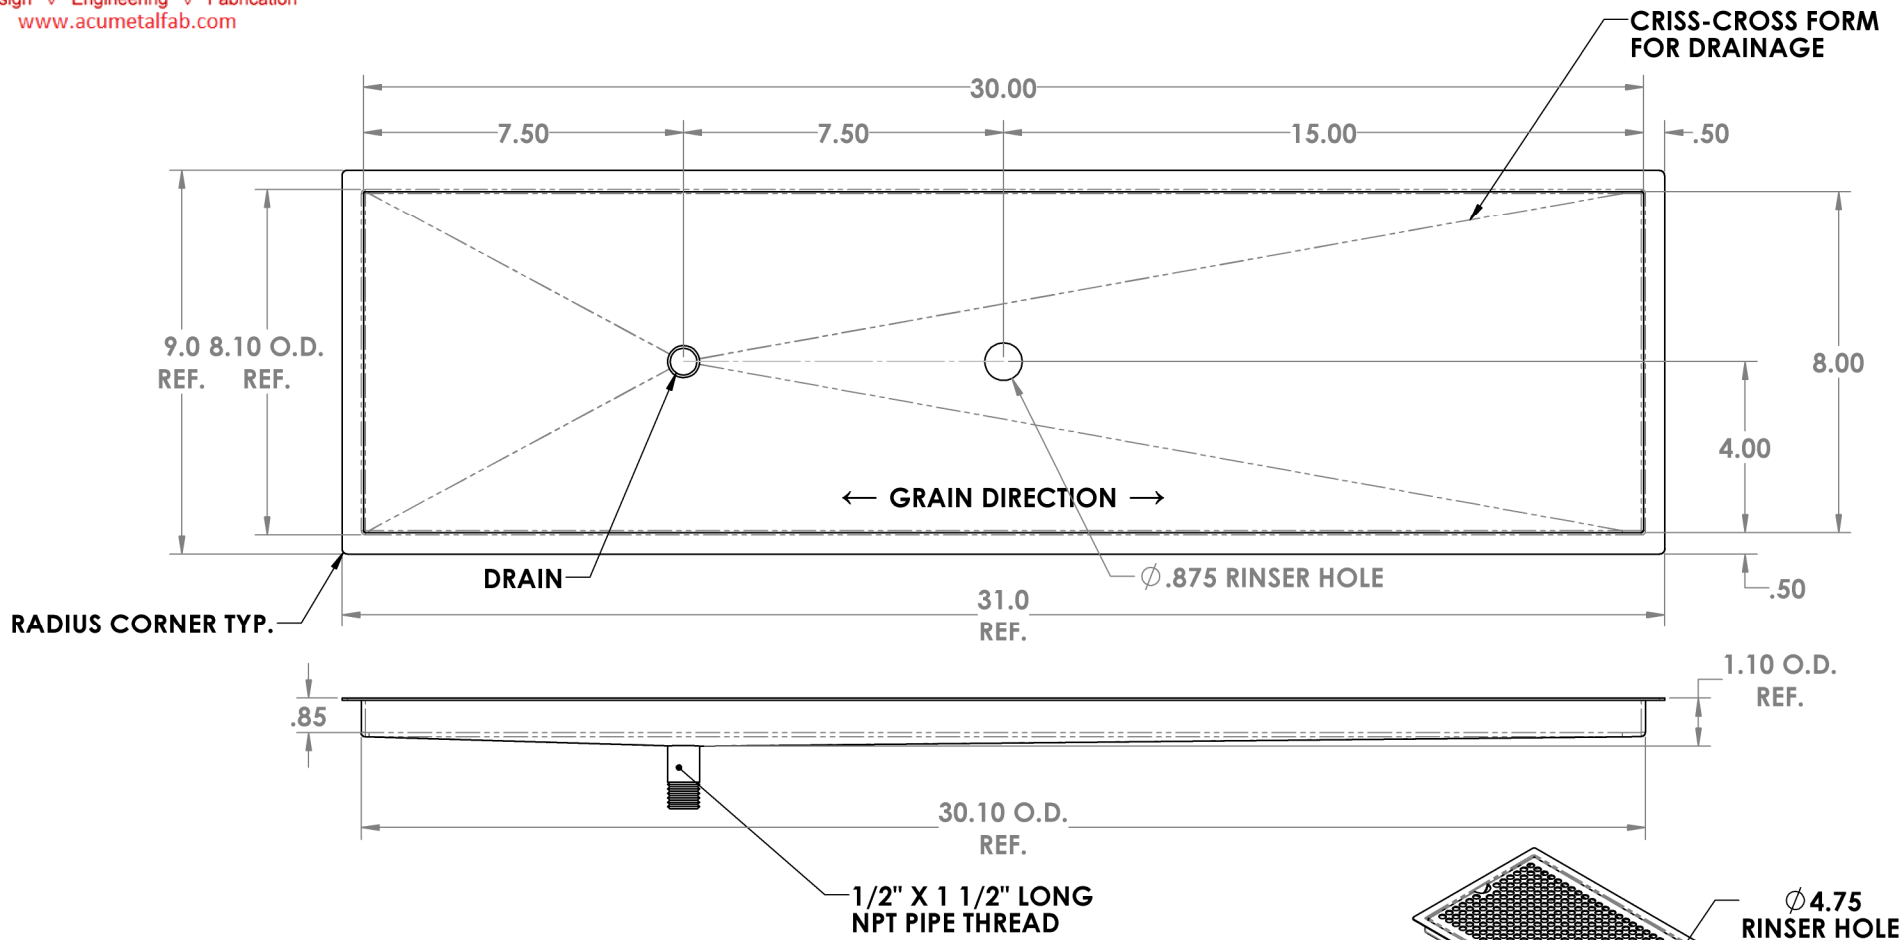 Engineering ▽ Fabrication
www.acumetalfab.com
CRISS-CROSS FORM
FOR DRAINAGE
30.00
7.50
7.50
15.00
.50
9.0 8.10 O.D.
REF. REF.
8.00
4.00
← GRAIN DIRECTION →
DRAIN
Ø.875 RINSER HOLE
.50
31.0
REF.
RADIUS CORNER TYP.
1.10 O.D.
REF.
.85
30.10 O.D.
REF.
1/2" X 1 1/2" LONG
NPT PIPE THREAD
Ø4.75
RINSER HOLE